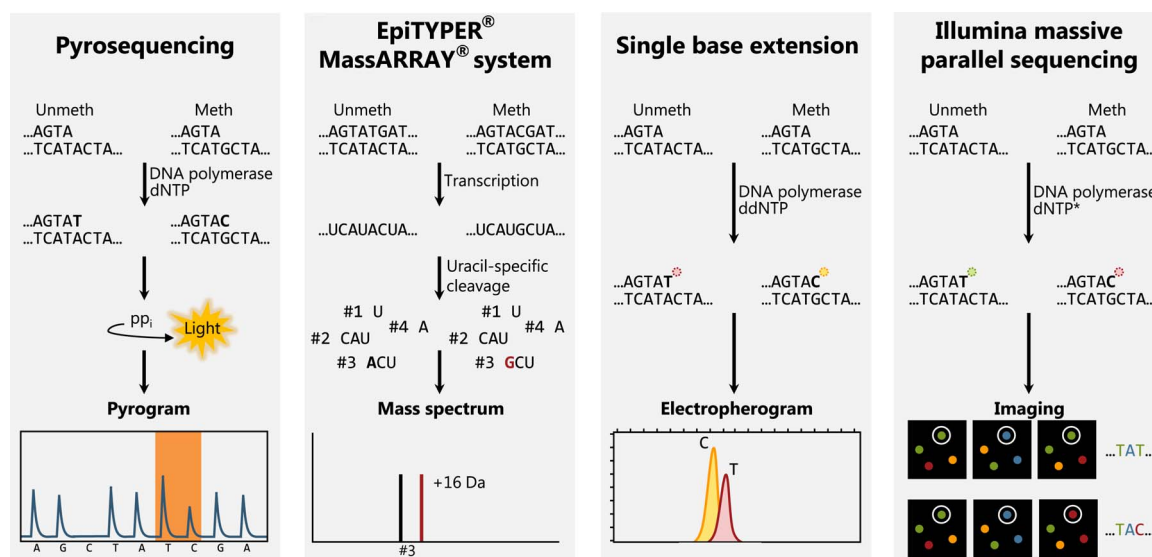 Pyrosequencing
Unmeth Meth
...AGTA ...AGTA
...TCATACTA... ...TCATGCTA...
DNA polymerase
dNTP
...AGTAT ...AGTAC
...TCATACTA... ...TCATGCTA...
ppi
Light
Pyrogram
A G C T A T C G A
EpiTYPER®
MassARRAY® system
Unmeth Meth
...AGTATGAT... ...AGTACGAT...
...TCATACTA... ...TCATGCTA...
Transcription
...UCAUACUA... ...UCAUGCUA...
Uracil-specific
cleavage
#1 U #1 U
#4 A #4 A
#2 CAU #2 CAU
#3 ACU #3 GCU
Mass spectrum
+16 Da
#3
Single base extension
Unmeth Meth
...AGTA ...AGTA
...TCATACTA... ...TCATGCTA...
DNA polymerase
ddNTP
...AGTAT ...AGTAC
...TCATACTA... ...TCATGCTA...
Electropherogram
C
T
Illumina massive
parallel sequencing
Unmeth Meth
...AGTA ...AGTA
...TCATACTA... ...TCATGCTA...
DNA polymerase
dNTP*
...AGTAT ...AGTAC
...TCATACTA... ...TCATGCTA...
Imaging
...TAT...
...TAC...